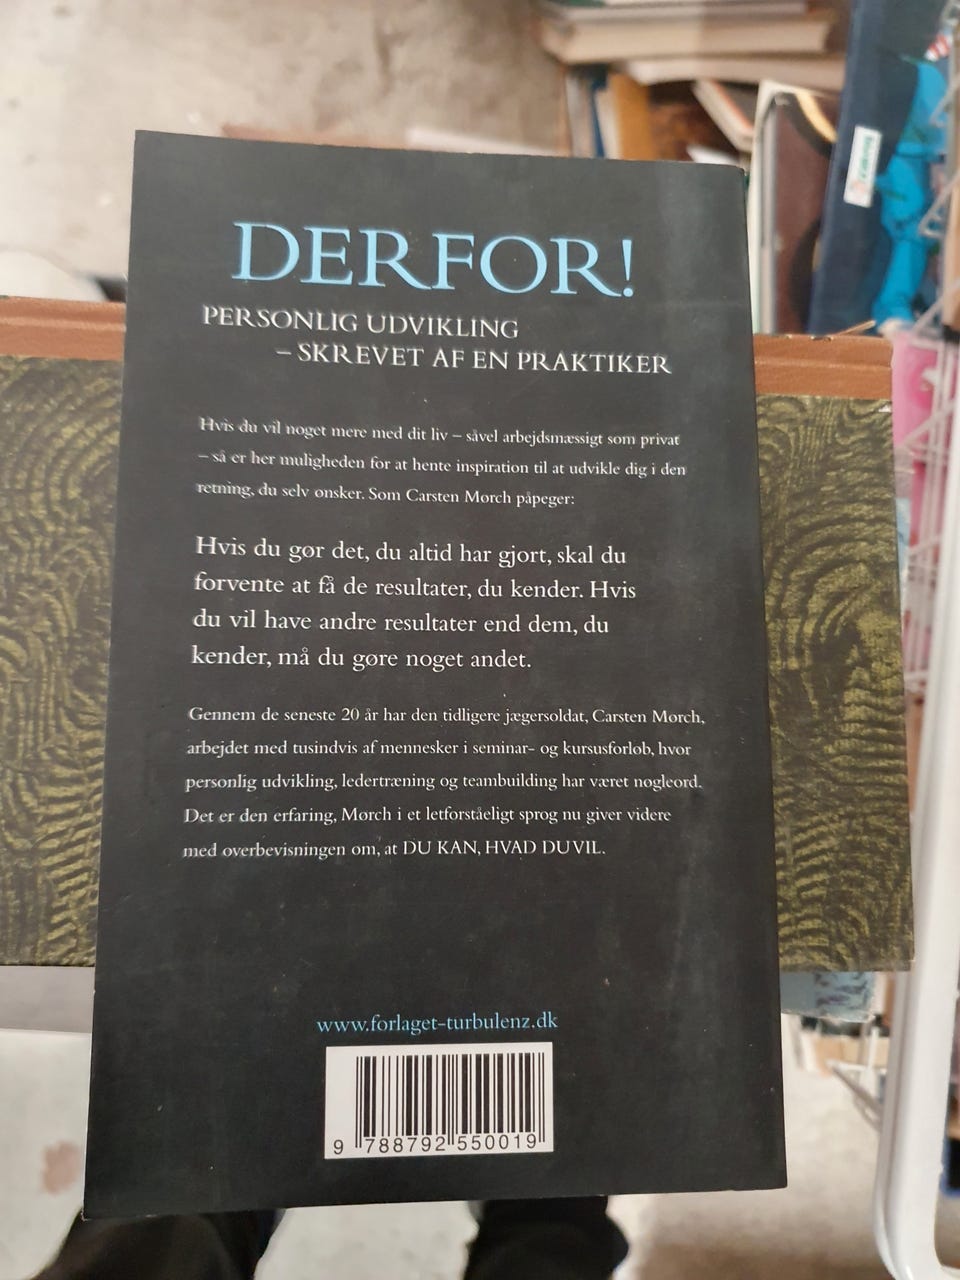 DERFOR!
PERSONLIG UDVIKLING
– SKREVET AF EN PRAKTIKER
Hvis du vil noget mere med dit liv – såvel arbejdsmæssigt som privat
– så er her muligheden for at hente inspiration til at udvikle dig i den
retning, du selv ønsker. Som Carsten Mørch påpeger:
Hvis du gør det, du altid har gjort, skal du
forvente at få de resultater, du kender. Hvis
du vil have andre resultater end dem, du
kender, må du gøre noget andet.
Gennem de seneste 20 år har den tidligere jægersoldat, Carsten Mørch,
arbejdet med tusindvis af mennesker i seminar- og kursusforløb, hvor
personlig udvikling, ledertræning og teambuilding har været nøgleord.
Det er den erfaring, Mørch i et letforståeligt sprog nu giver videre
med overbevisningen om, at DU KAN, HVAD DU VIL.
www.forlaget-turbulenz.dk
9 788792 550019